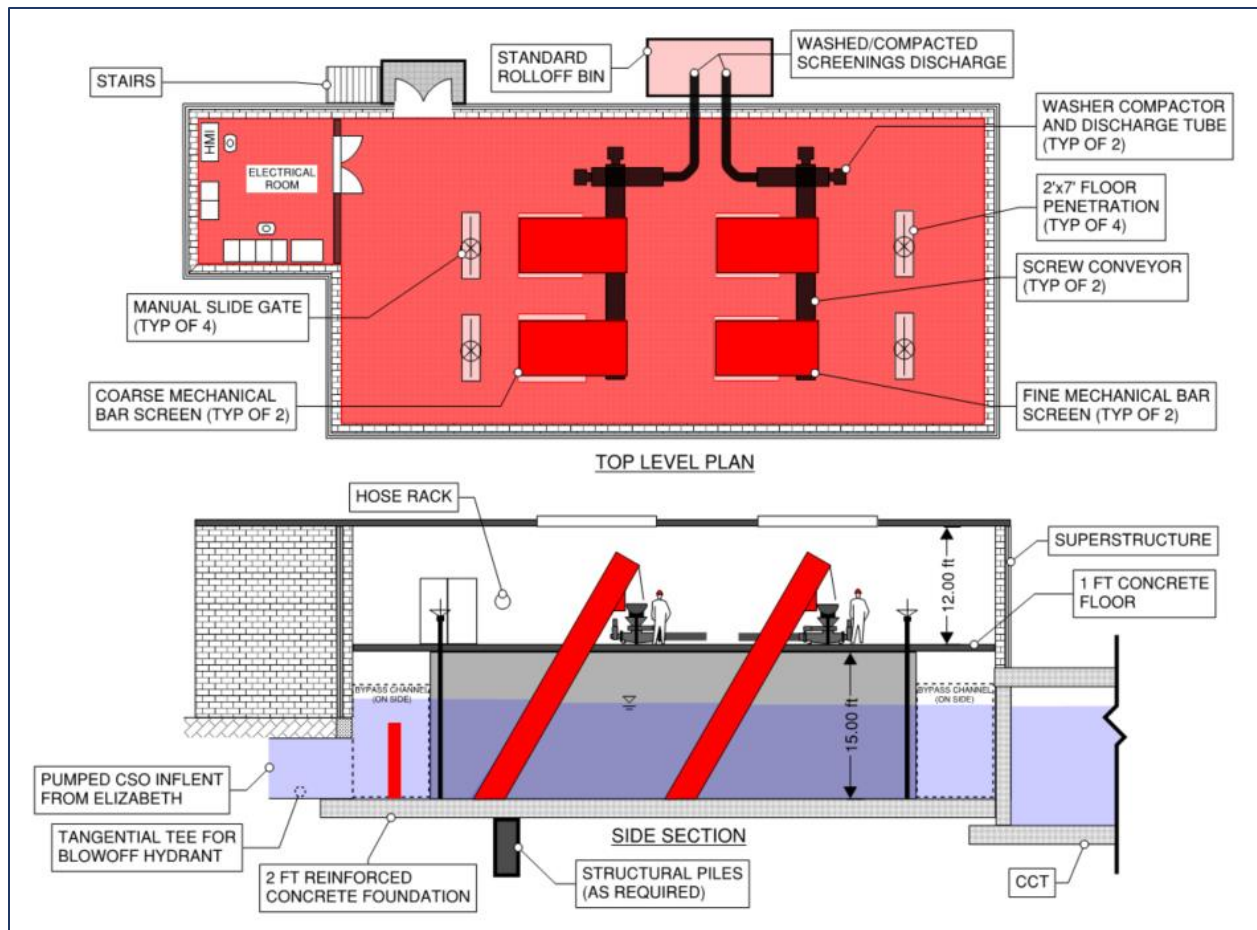 STAIRS
STANDARD
ROLLOFF BIN
WASHED/COMPACTED
SCREENINGS DISCHARGE
WASHER COMPACTOR
AND DISCHARGE TUBE
(TYP OF 2)
HMI
ELECTRICAL
ROOM
2'x7' FLOOR
PENETRATION
(TYP OF 4)
SCREW CONVEYOR
(TYP OF 2)
MANUAL SLIDE GATE
(TYP OF 4)
COARSE MECHANICAL
BAR SCREEN (TYP OF 2)
FINE MECHANICAL BAR
SCREEN (TYP OF 2)
TOP LEVEL PLAN
HOSE RACK
SUPERSTRUCTURE
1 FT CONCRETE
FLOOR
12.00 ft
BYPASS CHANNEL
(ON SIDE)
BYPASS CHANNEL
(ON SIDE)
15.00 ft
PUMPED CSO INFLENT
FROM ELIZABETH
TANGENTIAL TEE FOR
BLOWOFF HYDRANT
2 FT REINFORCED
CONCRETE FOUNDATION
SIDE SECTION
STRUCTURAL PILES
(AS REQUIRED)
CCT